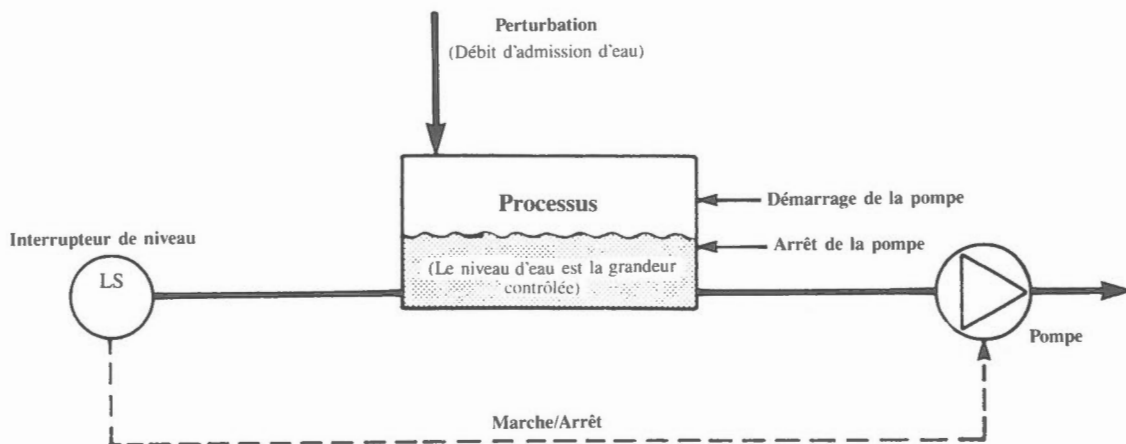 Perturbation
(Débit d'admission d'eau)
Processus
Démarrage de la pompe
Interrupteur de niveau
Arrêt de la pompe
LS
(Le niveau d'eau est la grandeur
contrôlée)
Pompe
Marche/Arrêt